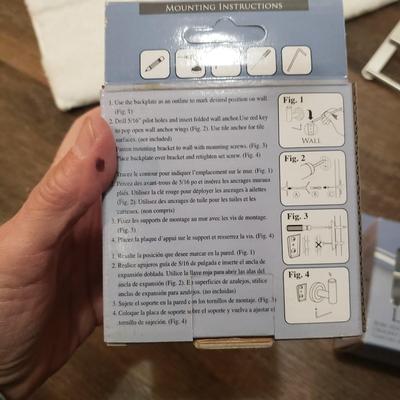 MOUNTING INSTRUCTIONS
1. Use the backplate as an outline to mark desired position on wall.
(Fig. 1)
2. Drill 5/16" pilot holes and insert folded wall anchor. Use red key
to pop open wall anchor wings (Fig. 2). Use tile anchor for tile
surfaces. (not included)
Fasten mounting bracket to wall with mounting screws. (Fig. 3)
Place backplate over bracket and retighten set screw. (Fig. 4)
Tracez le contour pour indiquer l'emplacement sur le mur. (Fig. 1)
Percez des avant-trous de 5/16 po et insérez les ancrages muraux
pliés. Utilisez la clé rouge pour déployer les ancrages à ailettes
(Fig. 2). Utilisez des ancrages de tuile pour les tuiles et les
carreaux. (non compris)
3. Fixez les supports de montage au mur avec les vis de montage.
(Fig. 3)
4. Placez la plaque d'appui sur le support et resserrez la vis. (Fig. 4)
1. Resalte la posición que desee marcar en la pared. (Fig. 1)
2. Realice agujeros guía de 5/16 de pulgada e inserte el ancla de
expansión doblada. Utilice la llave roja para abrir las alas del
ancla de expansión (Fig. 2). En superficies de azulejos, utilice
anclas de expansión para azulejos. (no incluidas)
3. Sujete el soporte en la pared con los tornillos de montaje. (Fig. 3)
4. Coloque la placa de soporte sobre el soporte y vuelva a ajustar el
tornillo de sujeción. (Fig. 4)
Fig. 1
WALL
Fig. 2
A
B
C
Fig. 3
Fig. 4